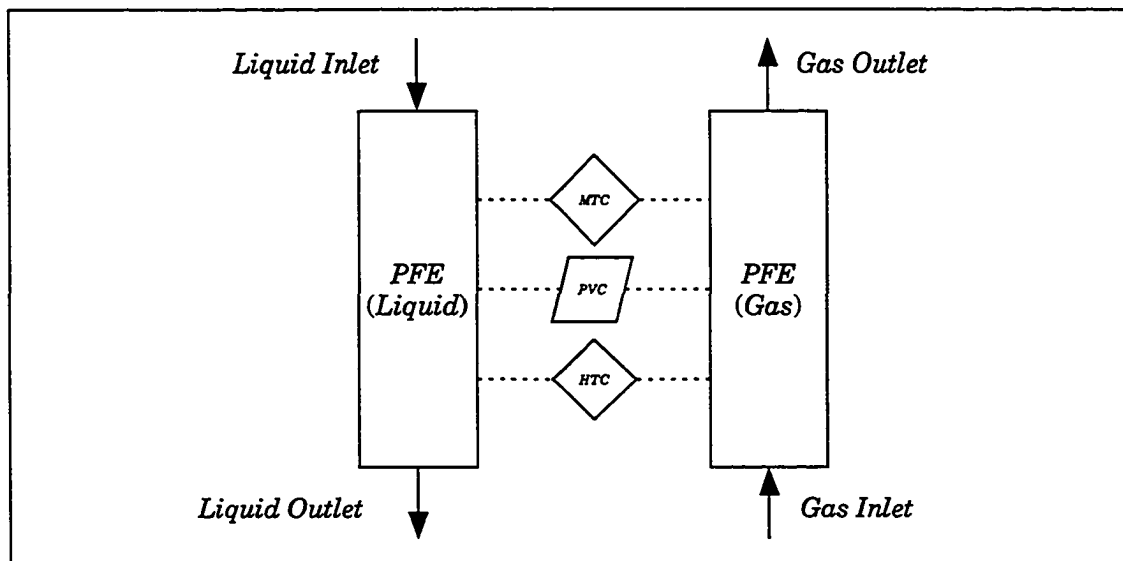 Liquid Inlet
Gas Outlet
MTC
PFE
(Liquid)
PVC
PFE
(Gas)
HTC
Liquid Outlet
Gas Inlet